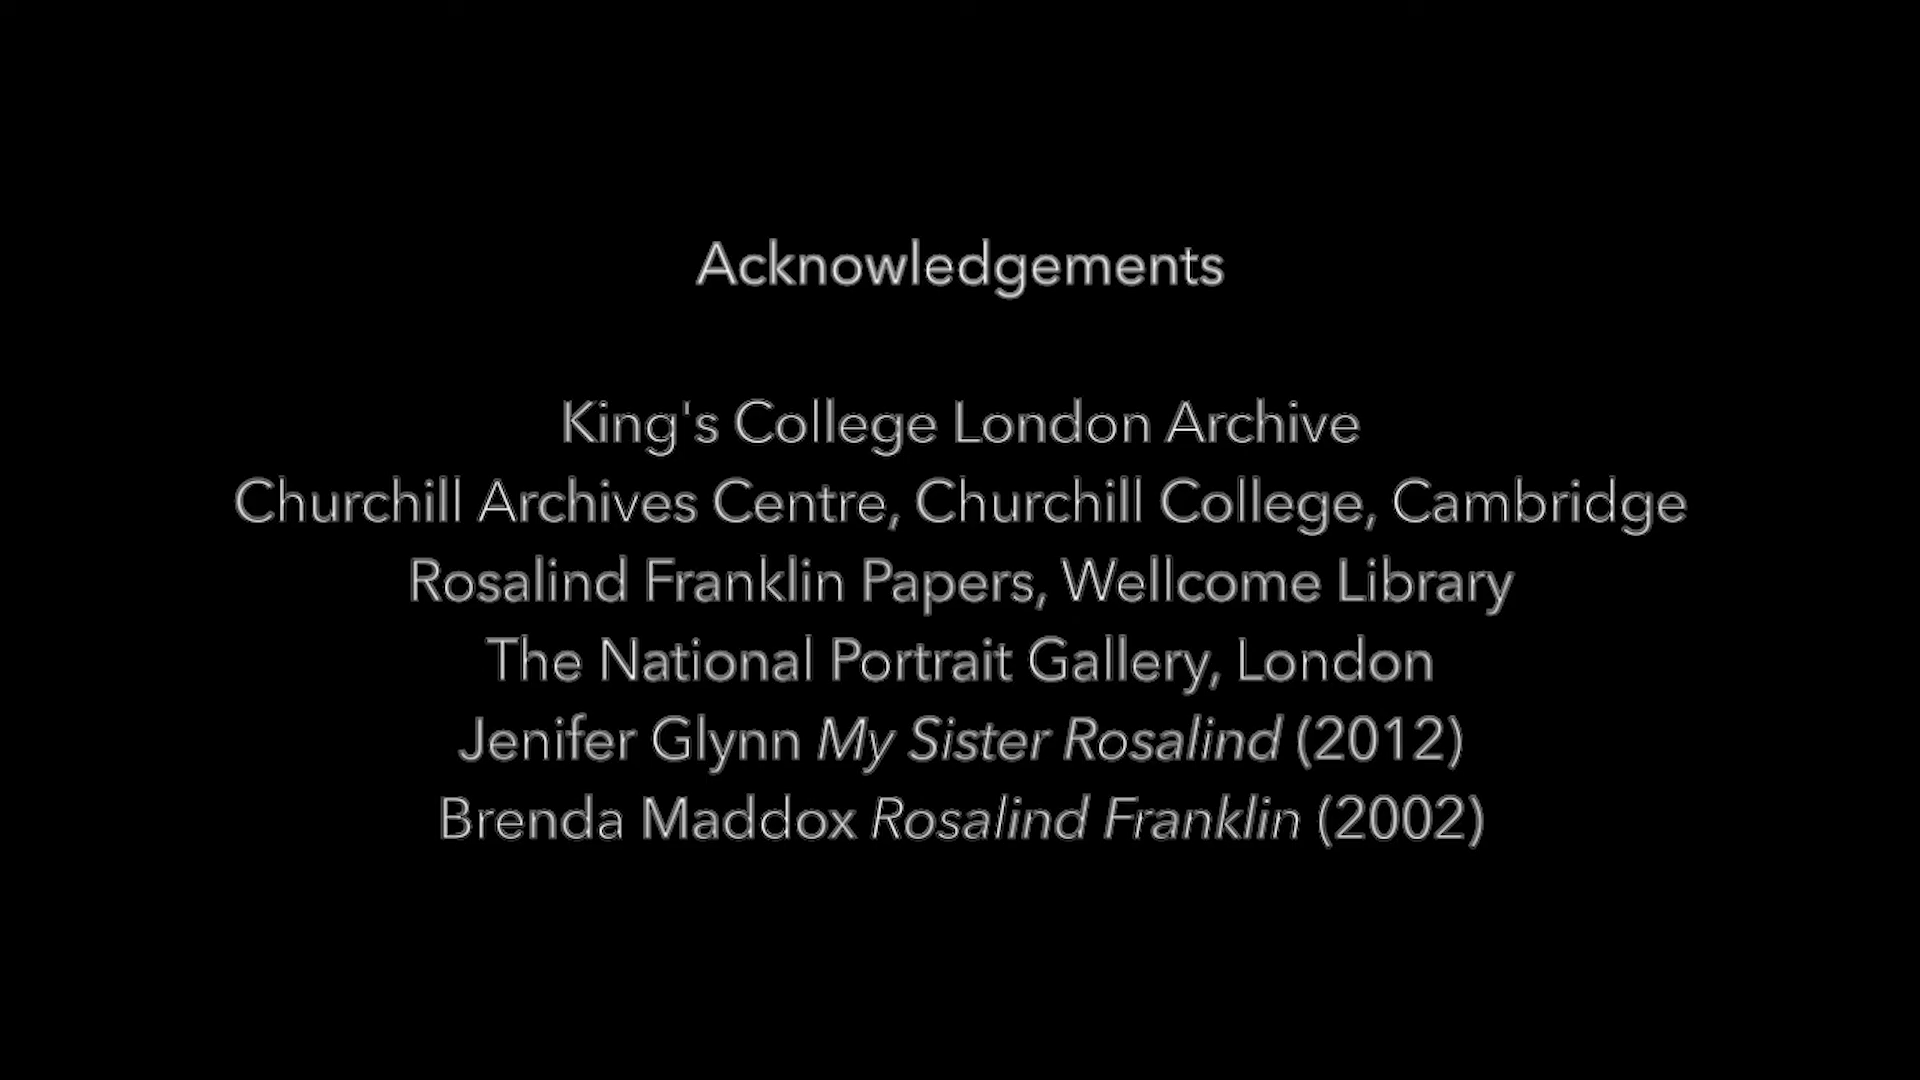 Acknowledgements
King's College London Archive
Churchill Archives Centre, Churchill College, Cambridge
Rosalind Franklin Papers, Wellcome Library
The National Portrait Gallery, London
Jenifer Glynn My Sister Rosalind (2012)
Brenda Maddox Rosalind Franklin (2002)